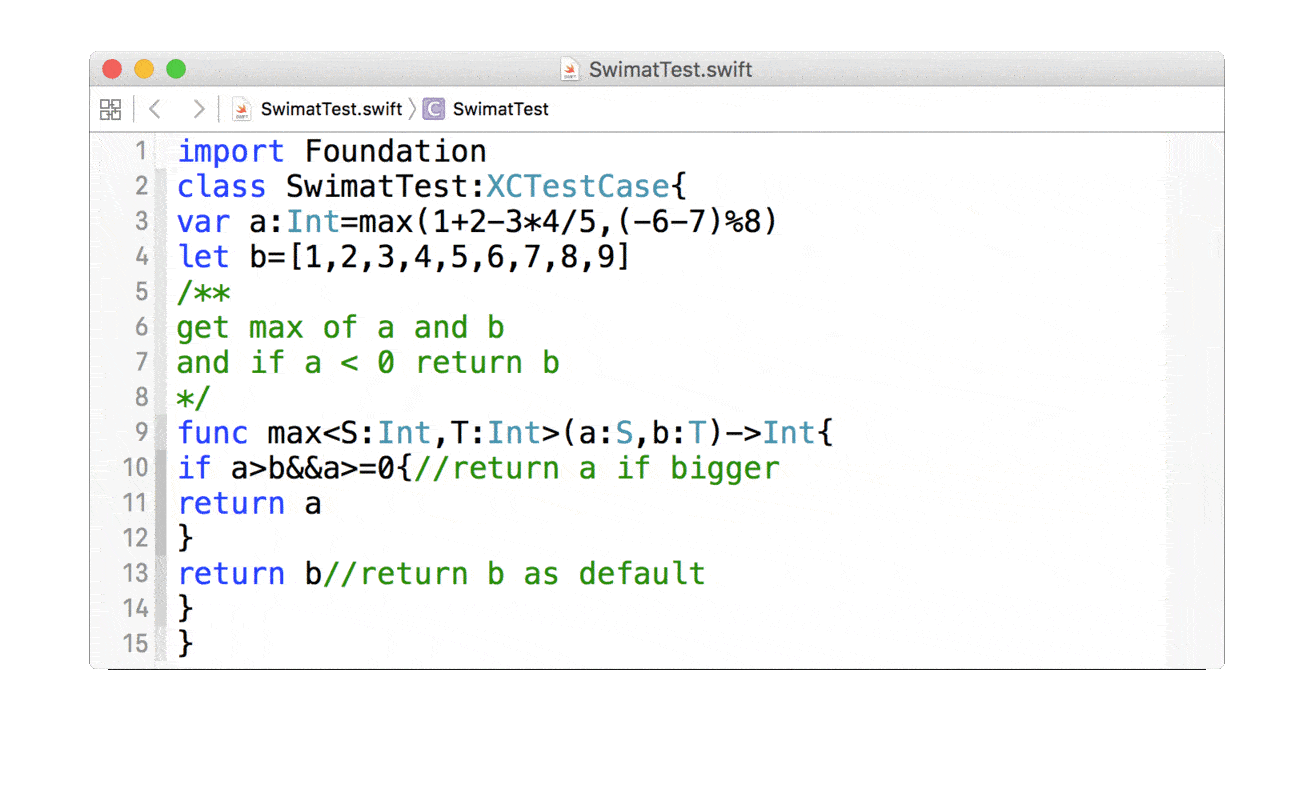 SwimatTest.swift
SwimatTest.swift SwimatTest
1 import Foundation
2 class SwimatTest:XCTestCase{
3 var a:Int=max(1+2-3*4/5,(-6-7)%8)
4 let b=[1,2,3,4,5,6,7,8,9]
5 /**
6 get max of a and b
7 and if a < 0 return b
8 */
9 func max<S:Int,T:Int>(a:S,b:T)->Int{
10 if a>b&&a>=0{//return a if bigger
11 return a
12 }
13 return b//return b as default
14 }
15 }